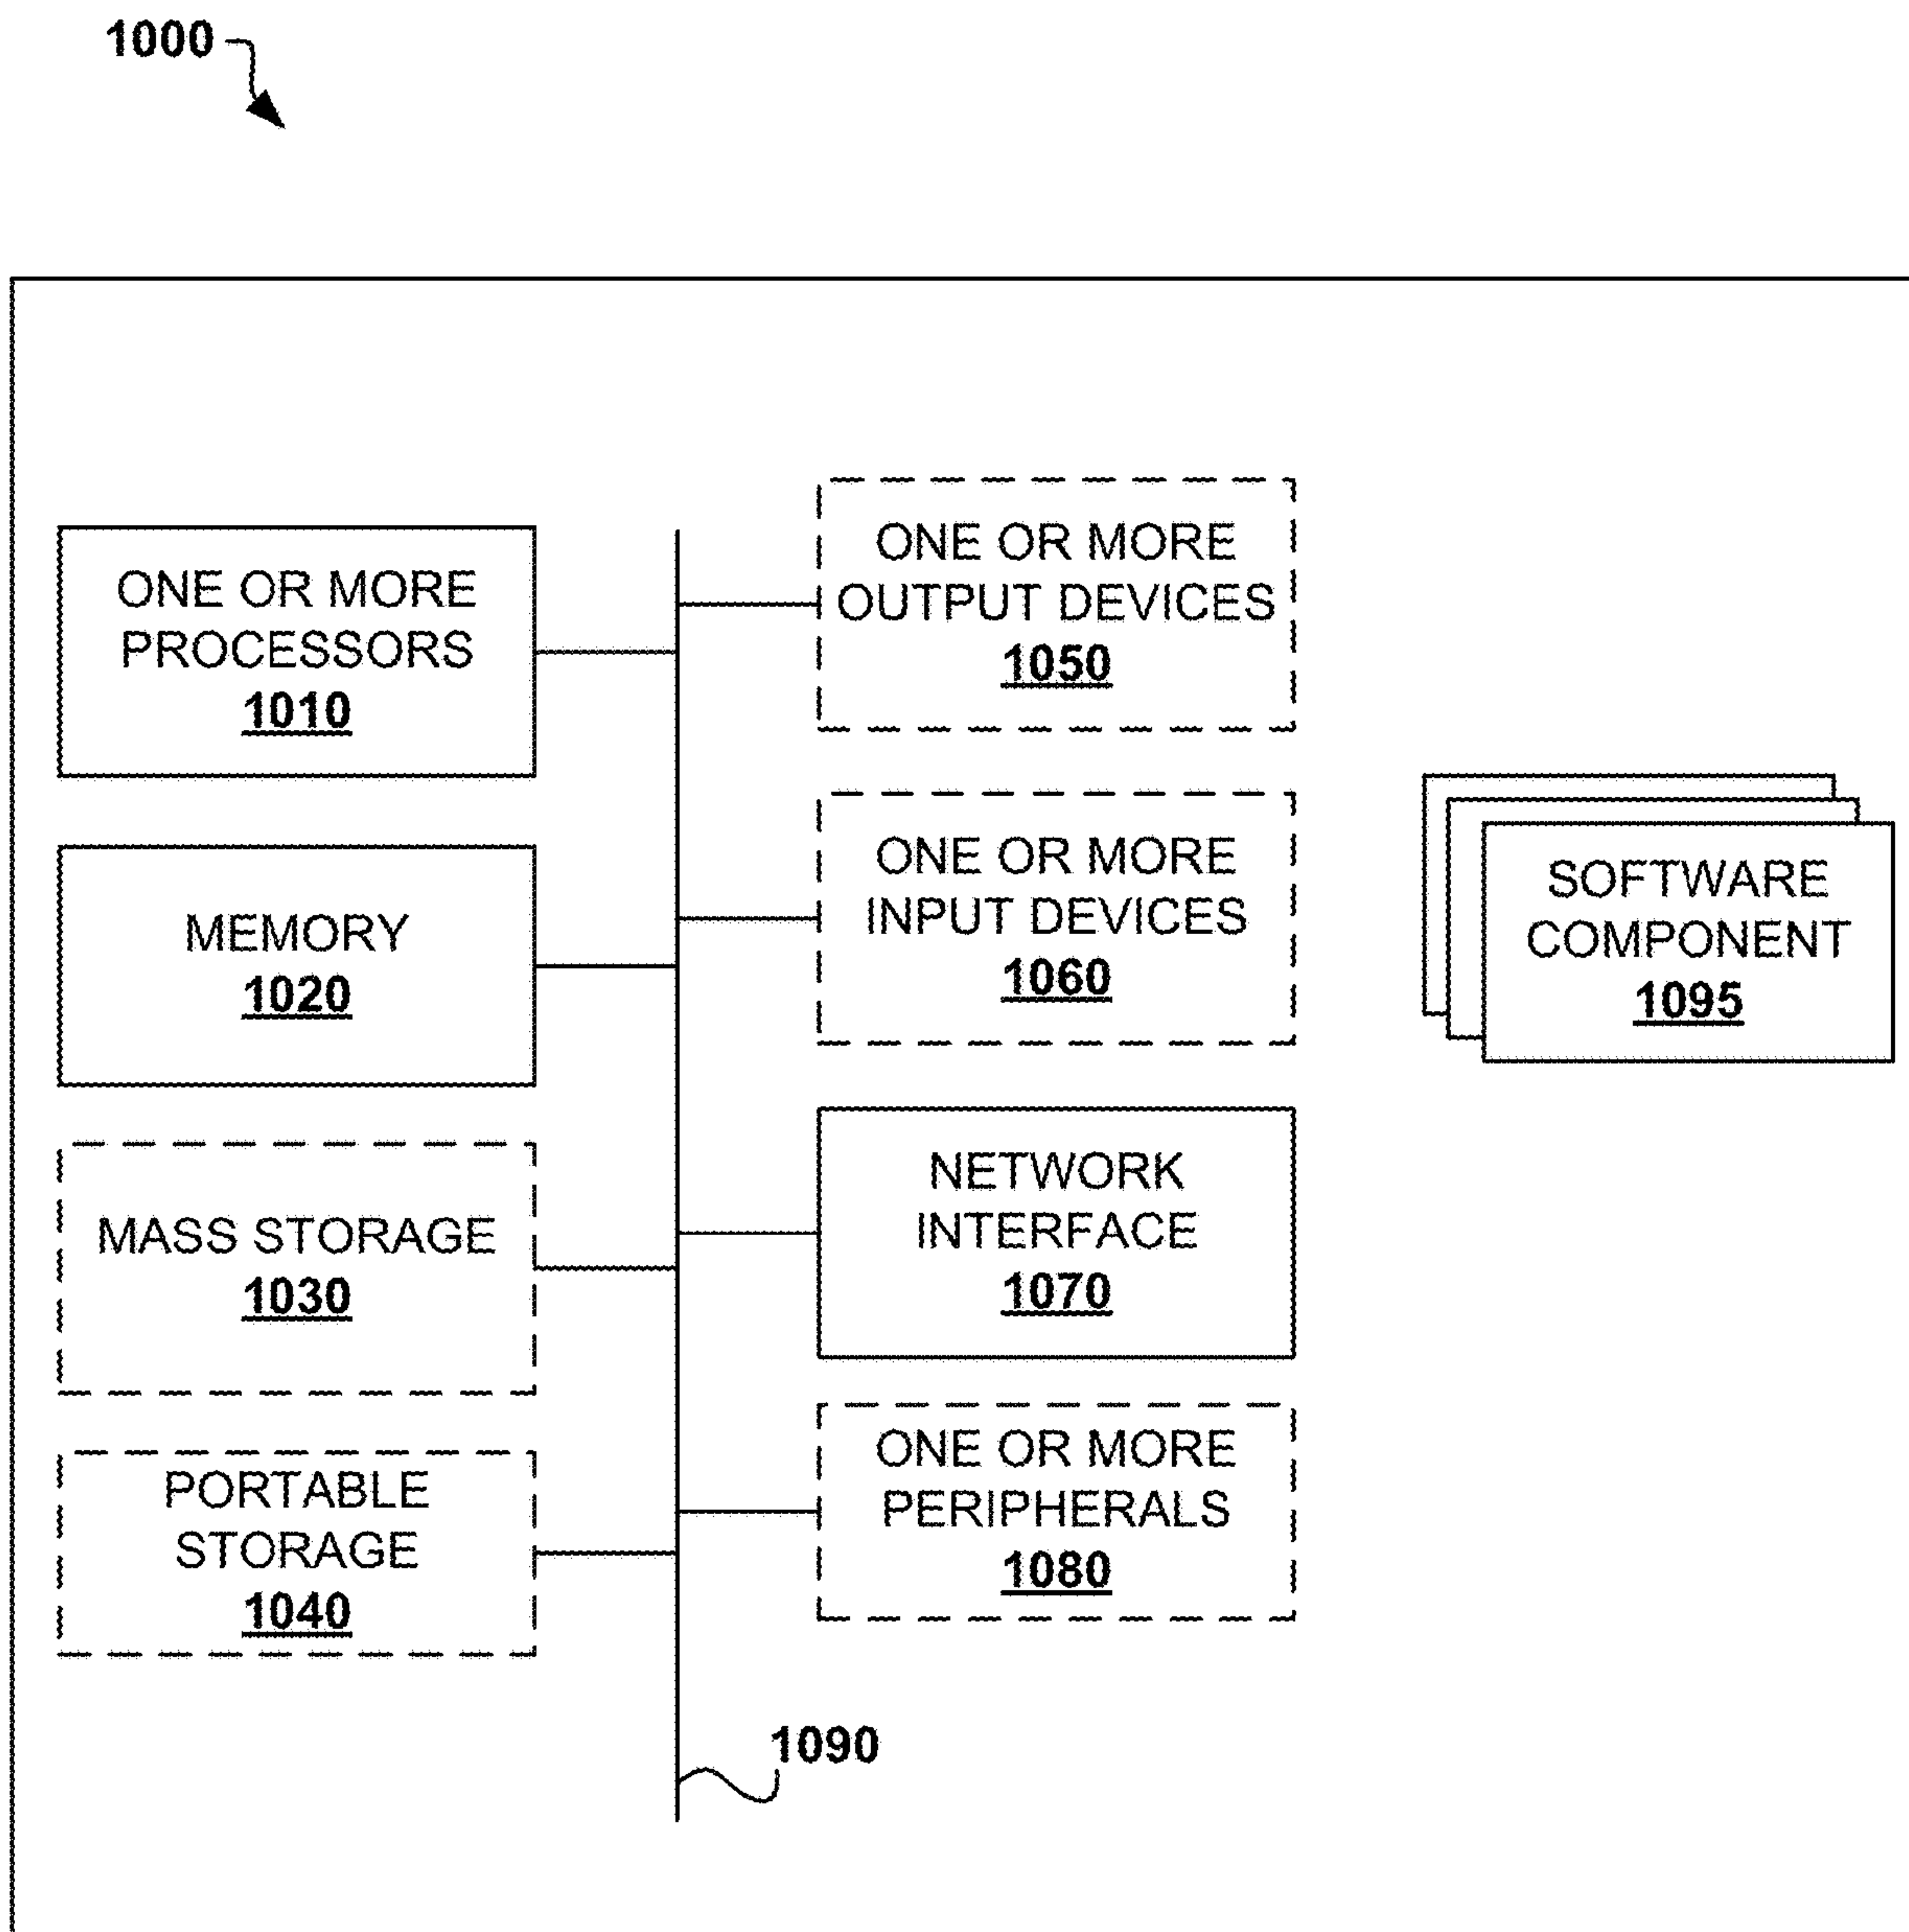 1000
ONE OR MORE
PROCESSORS
1010
MEMORY
1020
MASS STORAGE
1030
PORTABLE
STORAGE
1040
ONE OR MORE
OUTPUT DEVICES
1050
ONE OR MORE
INPUT DEVICES
1060
NETWORK
INTERFACE
1070
ONE OR MORE
PERIPHERALS
1080
1090
SOFTWARE
COMPONENT
1095